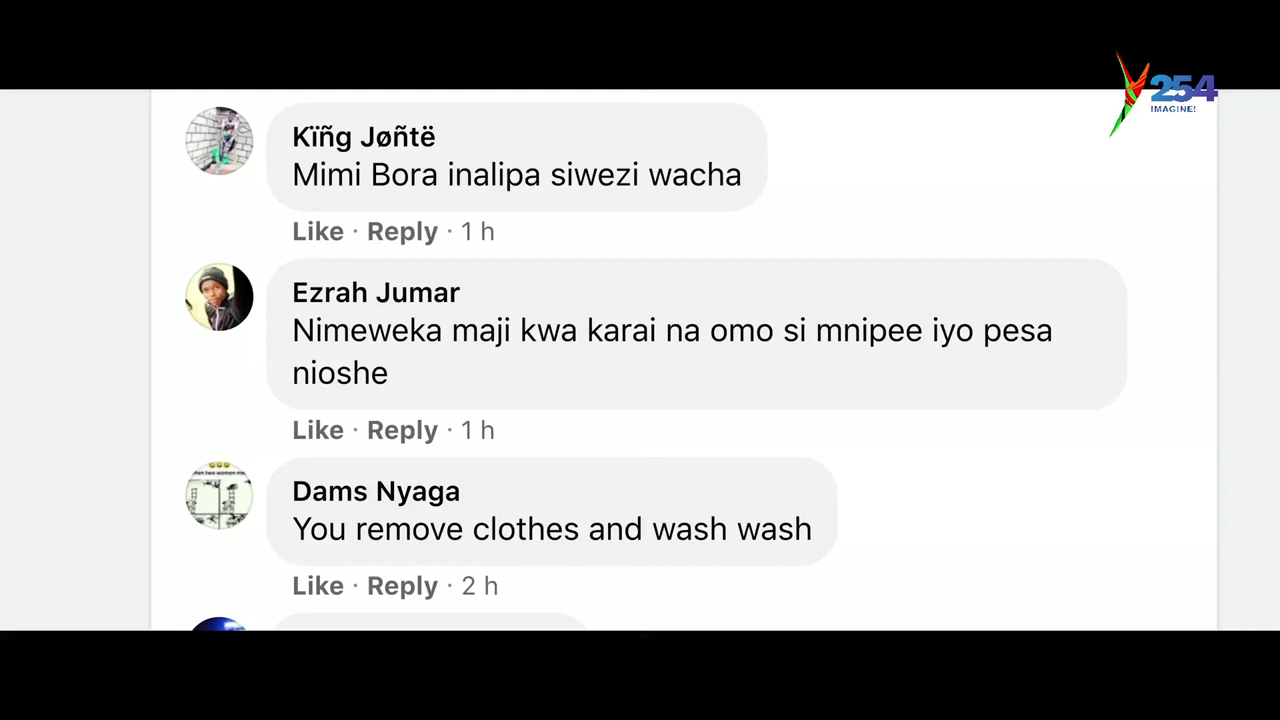 Y254
IMAGINE!
Kïñg Jøñtë
Mimi Bora inalipa siwezi wacha
Like · Reply · 1 h
Ezrah Jumar
Nimeweka maji kwa karai na omo si mnipee iyo pesa
nioshe
Like · Reply · 1 h
Dams Nyaga
You remove clothes and wash wash
Like · Reply · 2 h